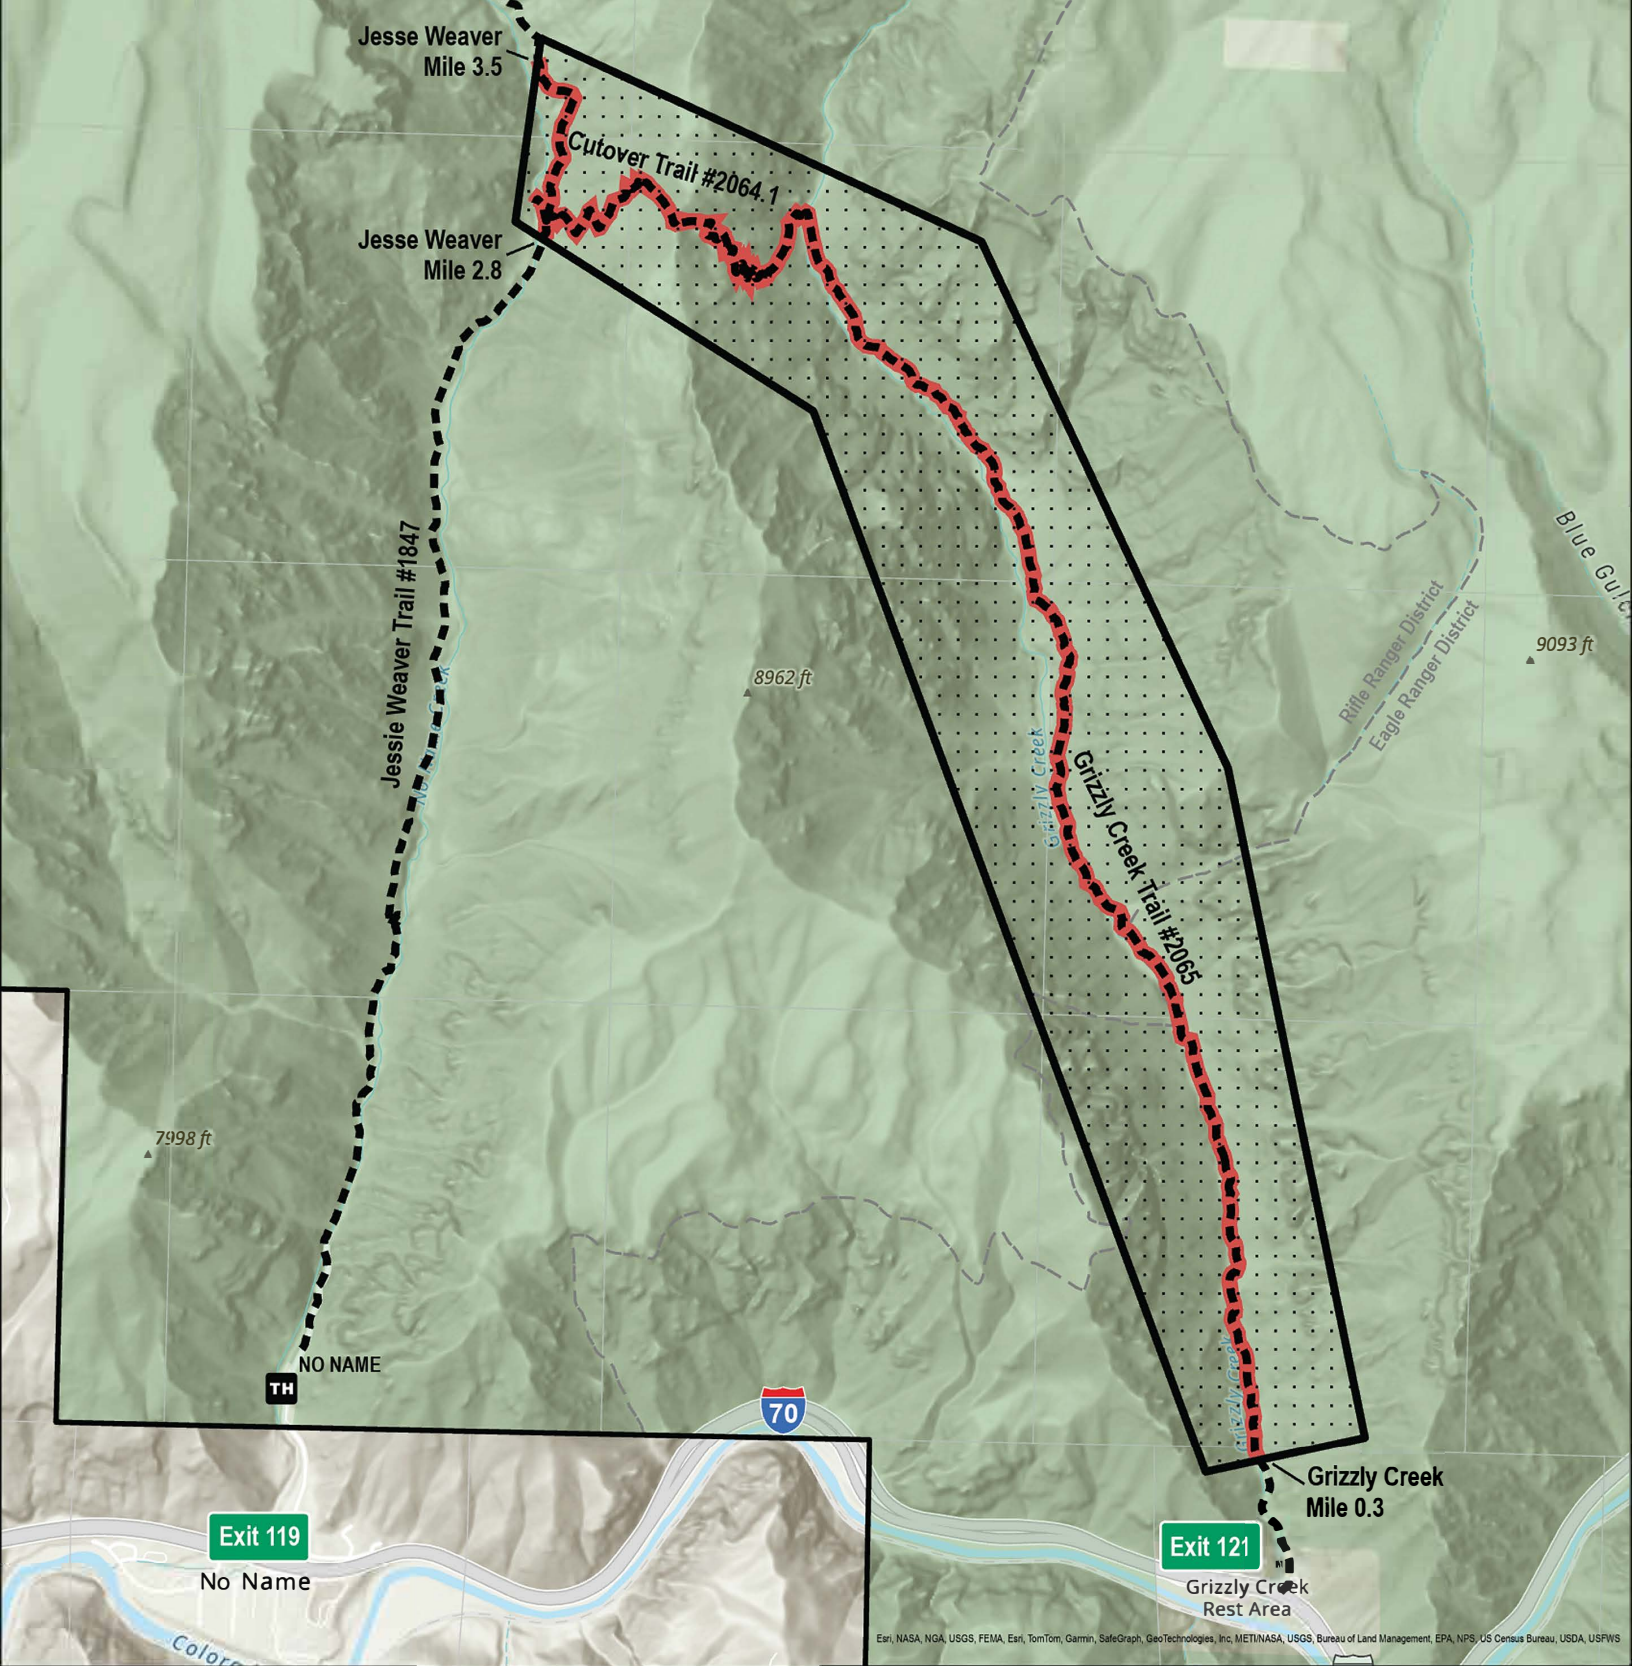 Jesse Weaver
Mile 3.5
Cutover Trail #2064.1
Jesse Weaver
Mile 2.8
Jessie Weaver Trail #1847
Blue
Rifle Ranger District
Eagle Ranger District
9093 ft
8962 ft
Grizzly Creek
Grizzly Creek Trail #2065
7998 ft
NO NAME
TH
70
Grizzly Creek
Grizzly Creek
Mile 0.3
Exit 119
No Name
Exit 121
Grizzly Creek
Rest Area
Esri, NASA, NGA, USGS, FEMA, Esri, TomTom, Garmin, SafeGraph, GeoTechnologies, Inc, METI/NASA, USGS, Bureau of Land Management, EPA, NPS, US Census Bureau, USDA, USFWS